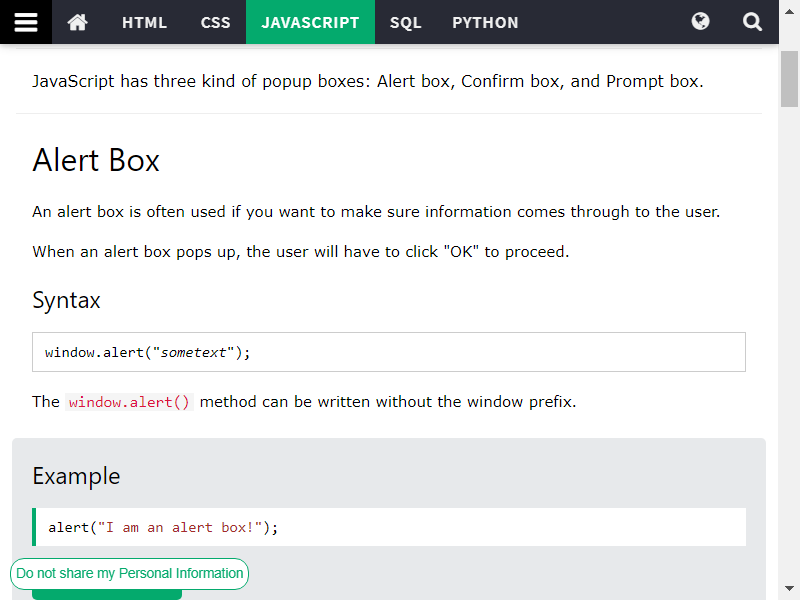 HTML CSS JAVASCRIPT SQL PYTHON
JavaScript has three kind of popup boxes: Alert box, Confirm box, and Prompt box.
Alert Box
An alert box is often used if you want to make sure information comes through to the user.
When an alert box pops up, the user will have to click "OK" to proceed.
Syntax
window.alert("sometext");
The window.alert() method can be written without the window prefix.
Example
alert("I am an alert box!");
Do not share my Personal Information